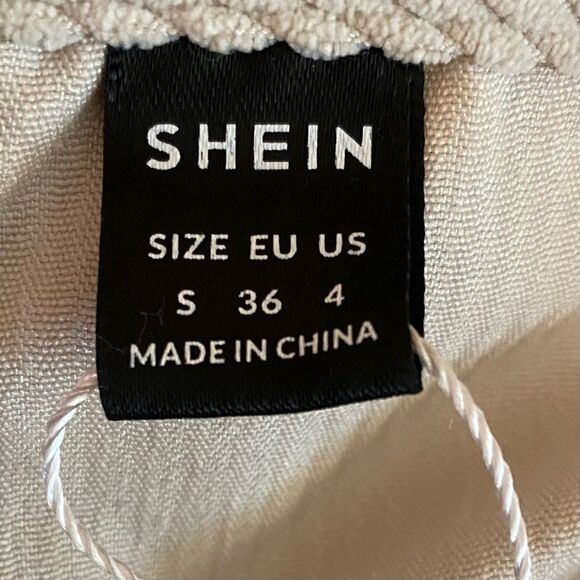 SHEIN
SIZE EU US
S 36 4
MADE IN CHINA